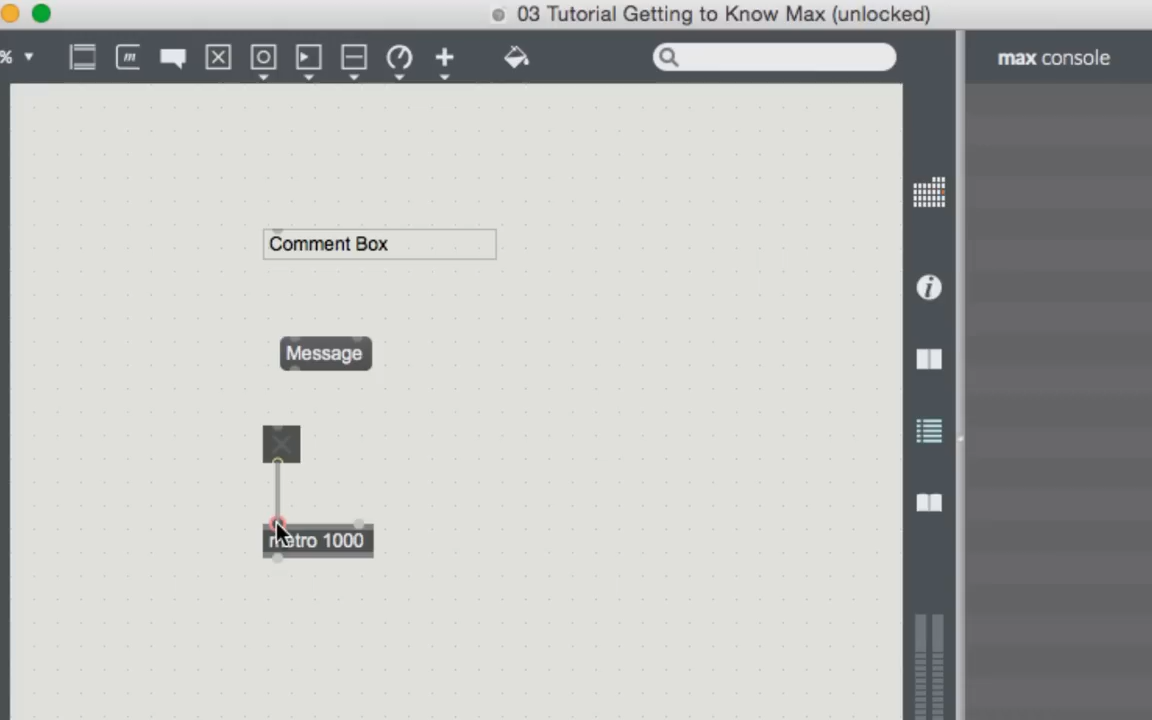 03 Tutorial Getting to Know Max (unlocked)
%
m
max console
i
Comment Box
Message
metro 1000